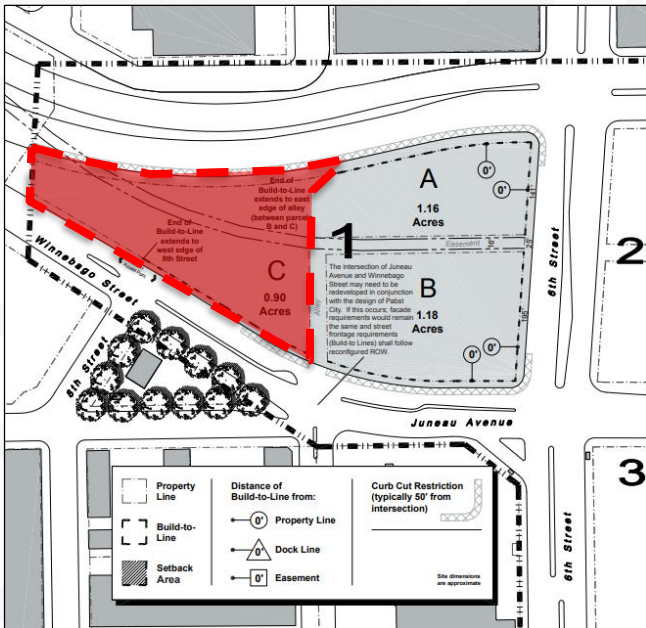 A
1.16
Acres
0'
0'
141'
End of
Build-to-Line
extends to east
edge of alley
(between parcels
B and C)
End of
Build-to-Line
extends to
west edge of
8th Street
1
Easement
16'
15'
2
6th Street
C
0.90
Acres
Alley
The intersection of Juneau
Avenue and Winnebago
Street may need to be
redeveloped in conjunction
with the design of Pabst
City. If this occurs; facade
requirements would remain
the same and street
frontage requirements
(Build-to Lines) shall follow
reconfigured ROW.
B
1.18
Acres
195'
0'
0'
Winnebago Street
8th Street
Juneau Avenue
3
6th Street
Property
Line
Build-to-
Line
Setback
Area
Distance of
Build-to-Line from:
0' Property Line
0' Dock Line
0' Easement
Curb Cut Restriction
(typically 50' from
intersection)
Site dimensions
are approximate